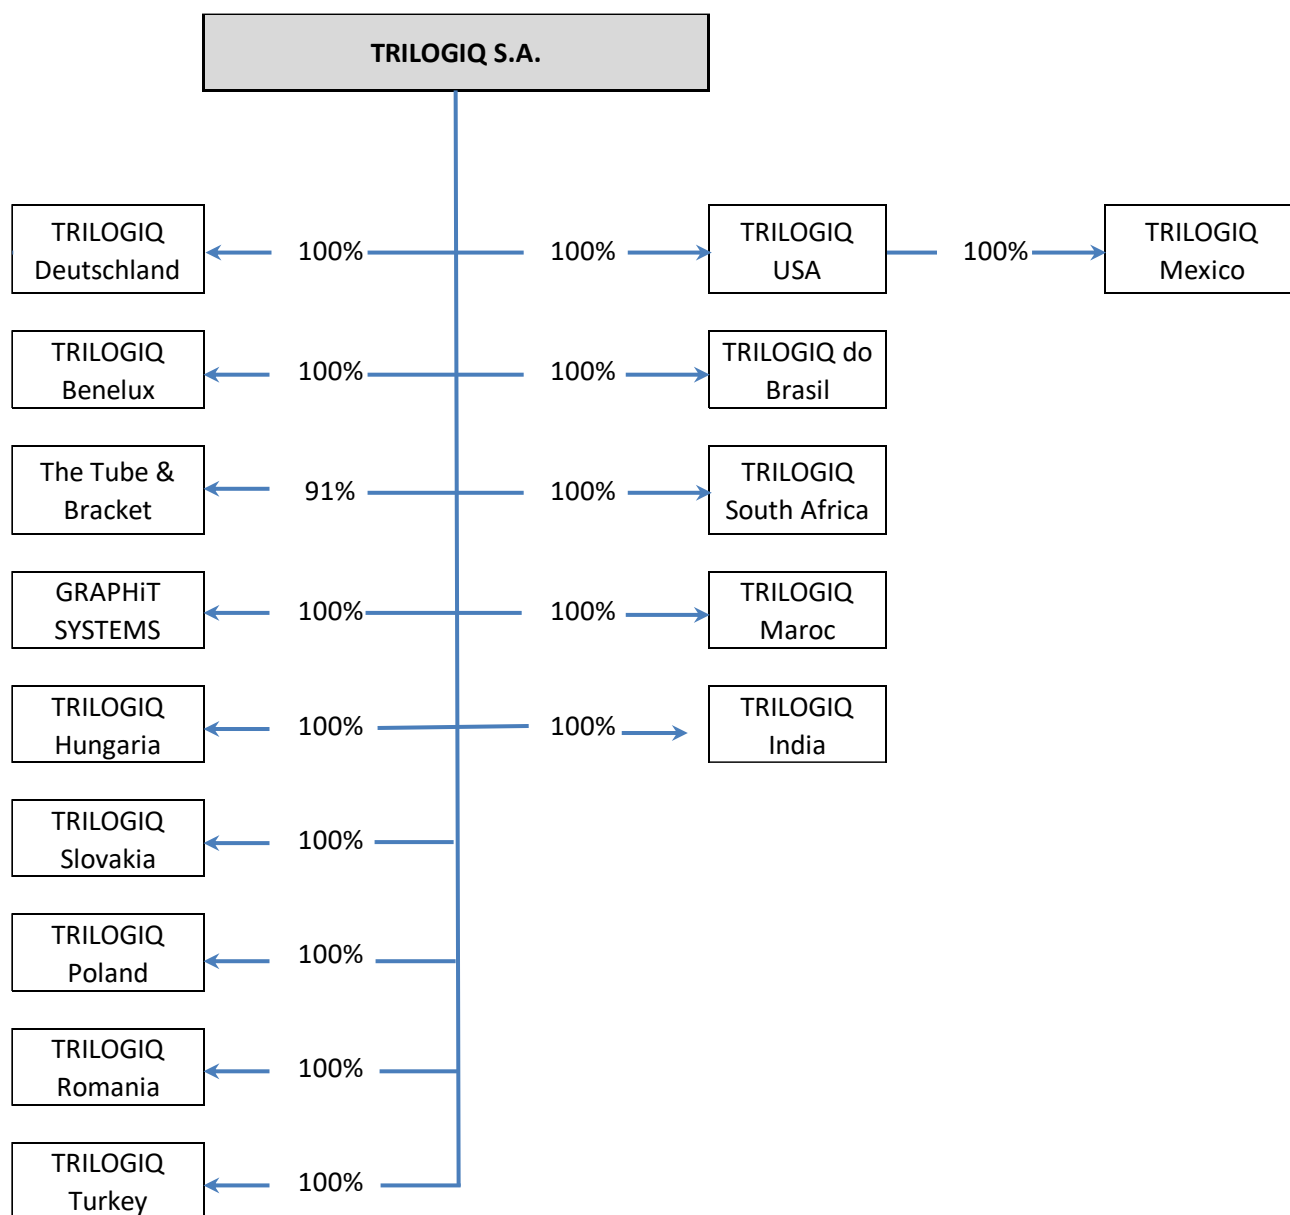 TRILOGIQ S.A.
TRILOGIQ
Deutschland
100%
100%
TRILOGIQ
USA
100%
TRILOGIQ
Mexico
TRILOGIQ
Benelux
100%
100%
TRILOGIQ do
Brasil
The Tube &
Bracket
91%
100%
TRILOGIQ
South Africa
GRAPHiT
SYSTEMS
100%
100%
TRILOGIQ
Maroc
TRILOGIQ
Hungaria
100%
100%
TRILOGIQ
India
TRILOGIQ
Slovakia
100%
TRILOGIQ
Poland
100%
TRILOGIQ
Romania
100%
TRILOGIQ
Turkey
100%